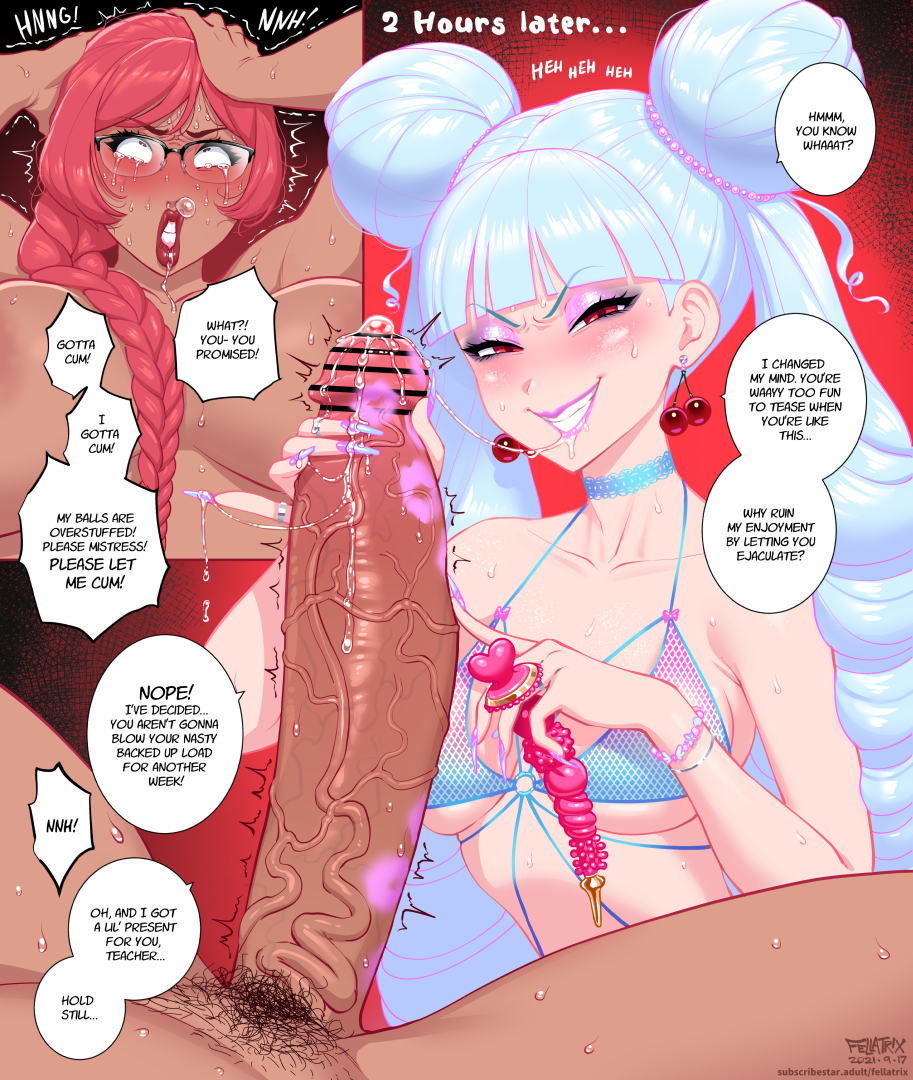 HNNG!
NNH!
2 Hours later...
HEH HEH HEH
HMMM,
YOU KNOW
WHAAAT?
WHAT?!
YOU- YOU
PROMISED!
GOTTA
CUM!
I
GOTTA
CUM!
MY BALLS ARE
OVERSTUFFED!
PLEASE MISTRESS!
PLEASE LET
ME CUM!
I CHANGED
MY MIND. YOU'RE
WAAYY TOO FUN
TO TEASE WHEN
YOU'RE LIKE
THIS...
WHY RUIN
MY ENJOYMENT
BY LETTING YOU
EJACULATE?
NOPE!
I'VE DECIDED...
YOU AREN'T GONNA
BLOW YOUR NASTY
BACKED UP LOAD
FOR ANOTHER
WEEK!
NNH!
OH, AND I GOT
A LIL' PRESENT
FOR YOU,
TEACHER...
HOLD
STILL...
FELLATRIX
2021.9.17
subscribestar.adult/fellatrix